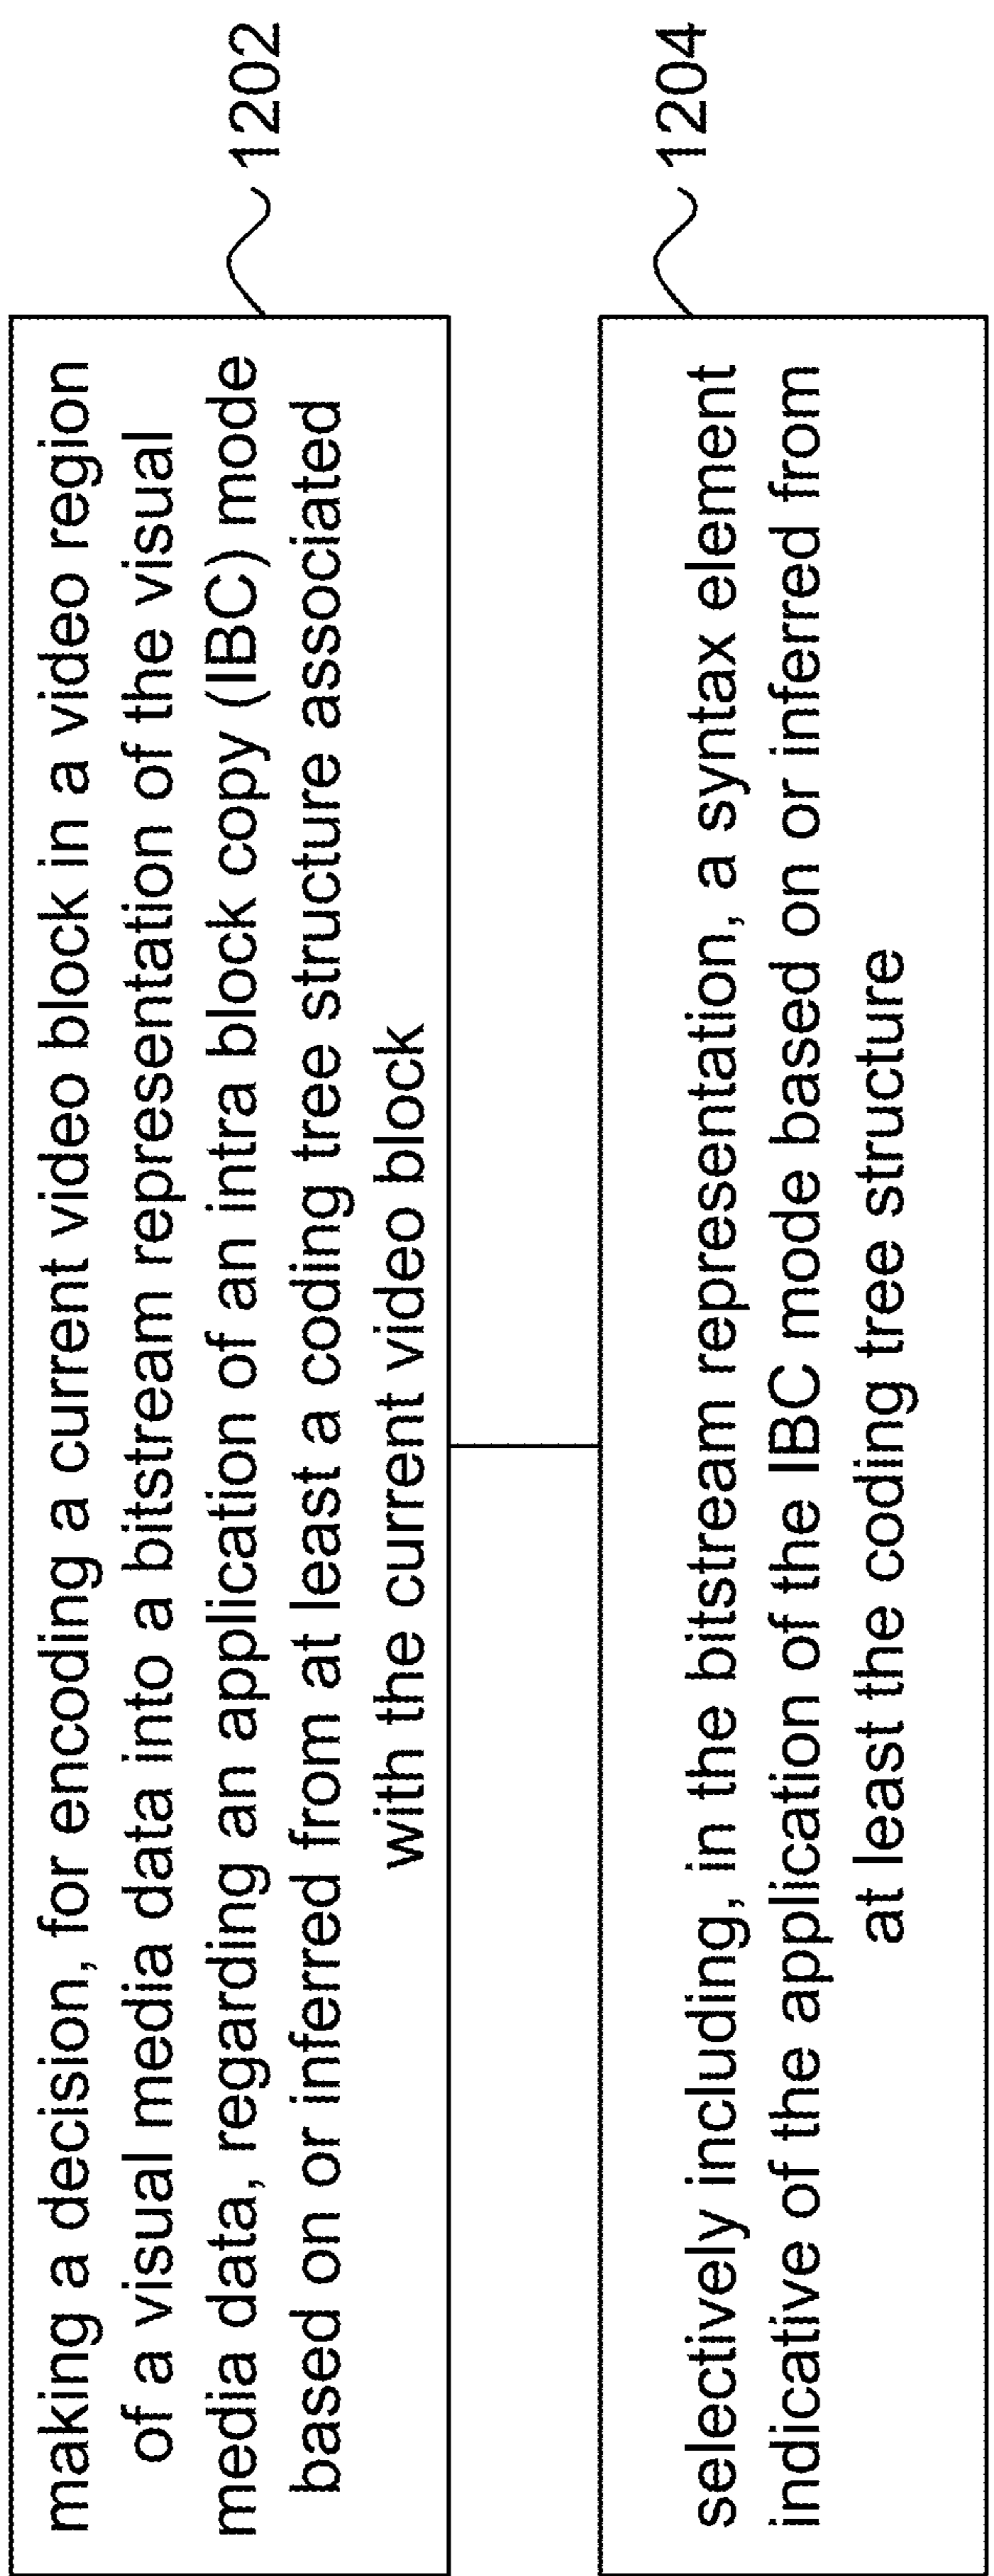 making a decision, for encoding a current video block in a video region
of a visual media data into a bitstream representation of the visual
media data, regarding an application of an intra block copy (IBC) mode
based on or inferred from at least a coding tree structure associated
with the current video block
1202
selectively including, in the bitstream representation, a syntax element
indicative of the application of the IBC mode based on or inferred from
at least the coding tree structure
1204